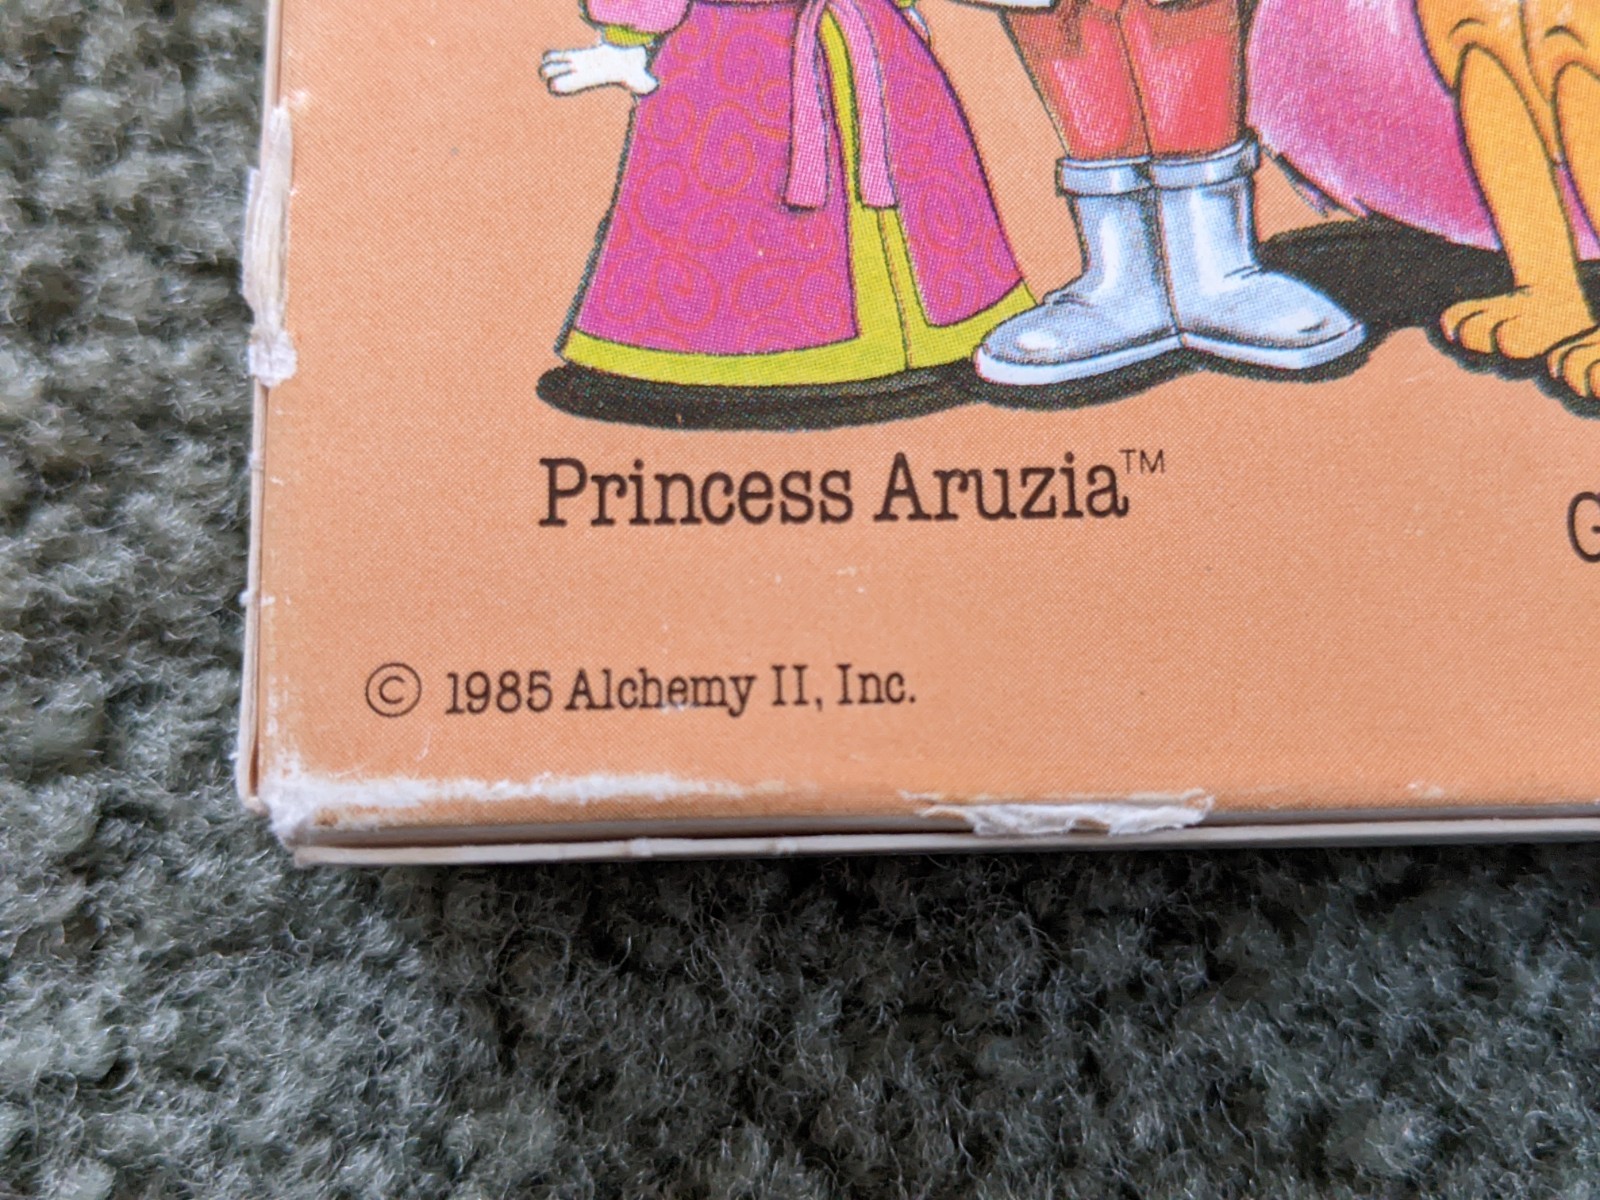 Princess Aruzia™
G
© 1985 Alchemy II, Inc.